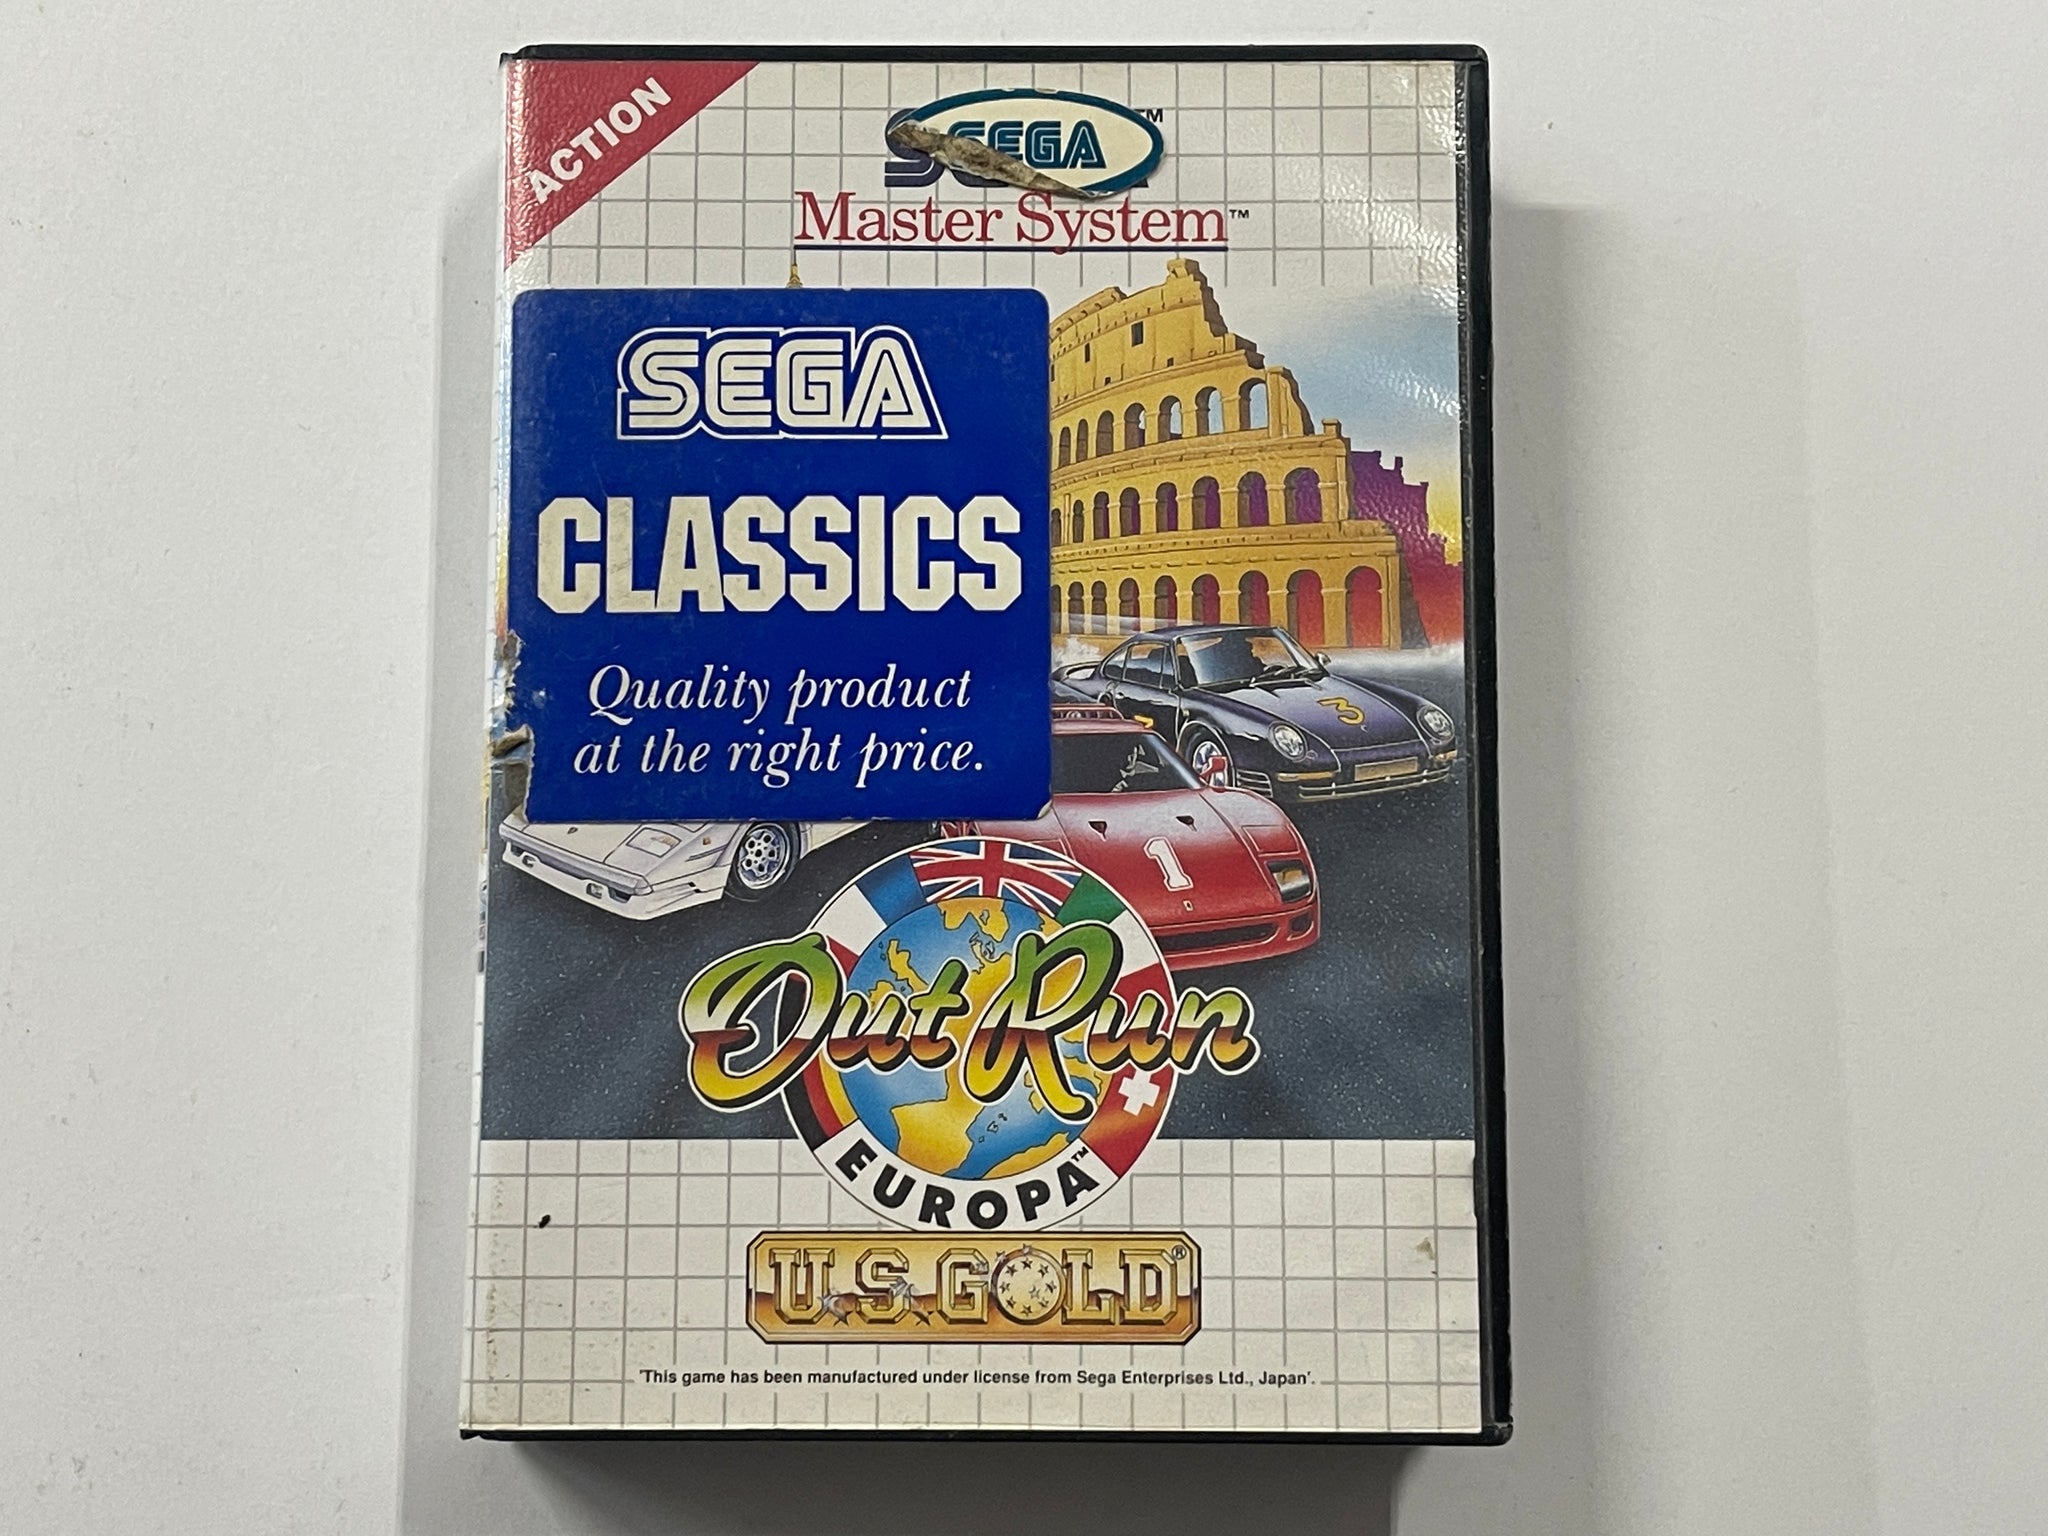 ACTION
SEGA™
Master System™
SEGA
CLASSICS
Quality product
at the right price.
3
1
Out Run
EUROPA™
U.S. GOLD®
'This game has been manufactured under license from Sega Enterprises Ltd., Japan'.